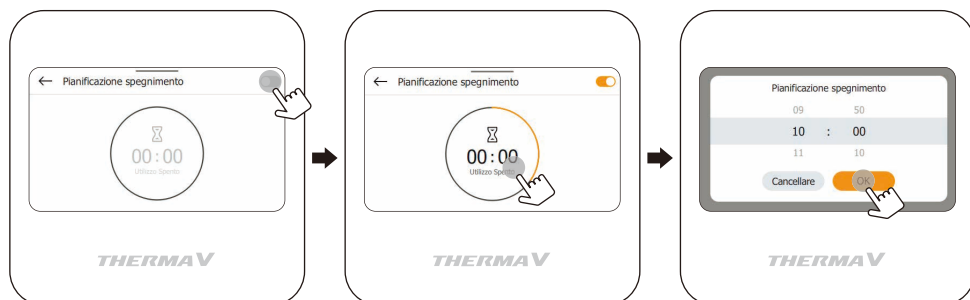 Pianificazione spegnimento
00:00
Utilizzo Spento
THERMA V
Pianificazione spegnimento
00:00
Utilizzo Spento
THERMA V
Pianificazione spegnimento
09 50
10 : 00
11 10
Cancellare OK
THERMA V